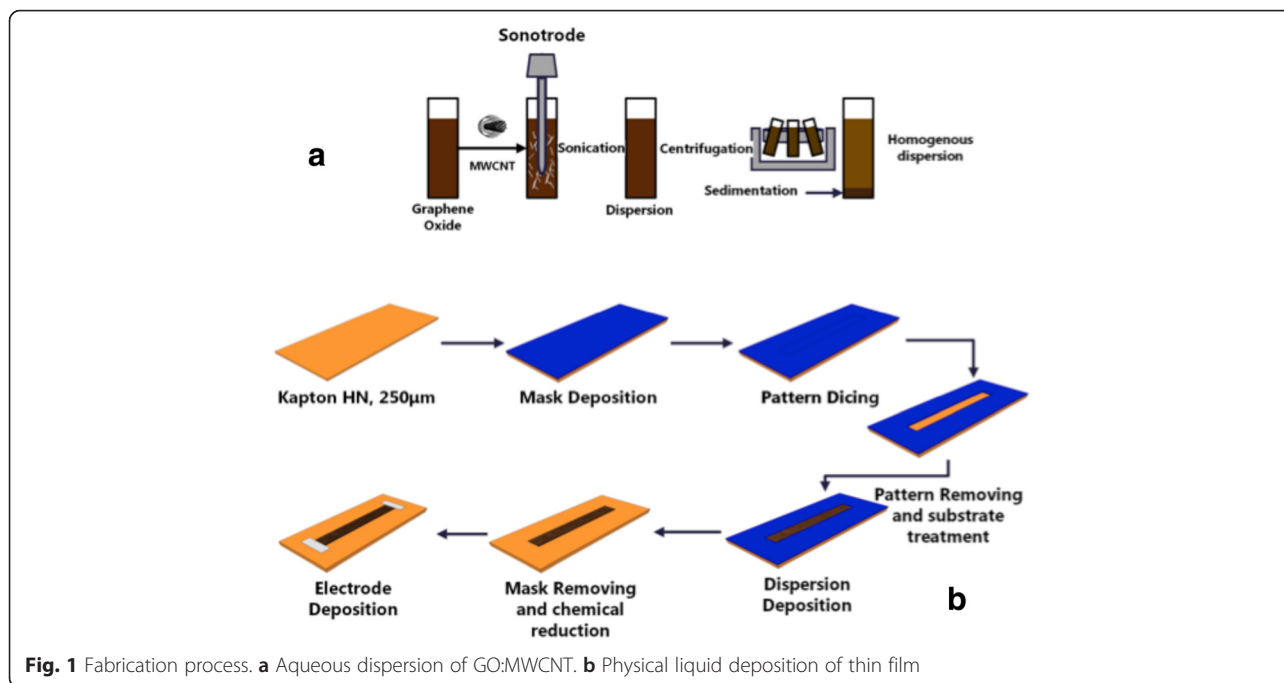 Sonotrode
a
MWCNT
Sonication
Centrifugation
Homogenous
dispersion
Sedimentation
Graphene
Oxide
Dispersion
Kapton HN, 250µm
Mask Deposition
Pattern Dicing
Pattern Removing
and substrate
treatment
Dispersion
Deposition
Mask Removing
and chemical
reduction
Electrode
Deposition
b
Fig. 1 Fabrication process. a Aqueous dispersion of GO:MWCNT. b Physical liquid deposition of thin film